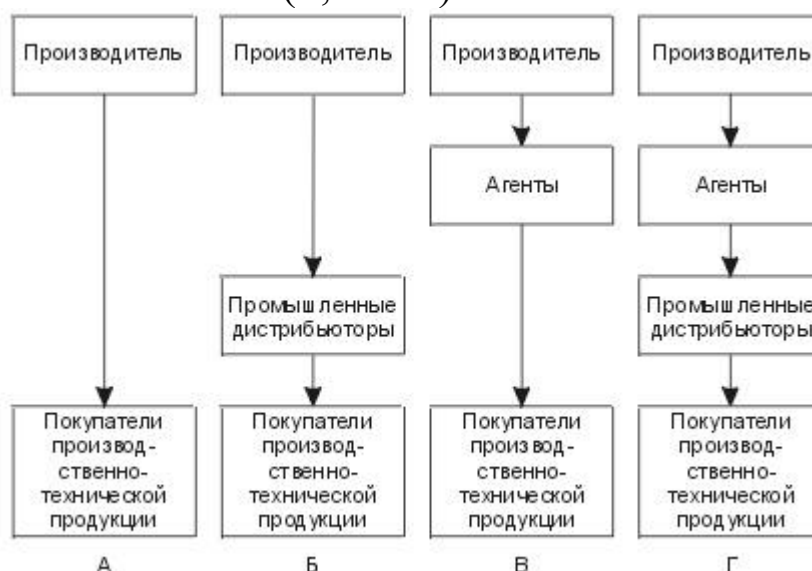 Производитель
Производитель
Производитель
Производитель
Агенты
Агенты
Промышленные
дистрибьюторы
Промышленные
дистрибьюторы
Покупатели
производ-
ственно-
технической
продукции
Покупатели
производ-
ственно-
технической
продукции
Покупатели
производ-
ственно-
технической
продукции
Покупатели
производ-
ственно-
технической
продукции
А
Б
В
Г